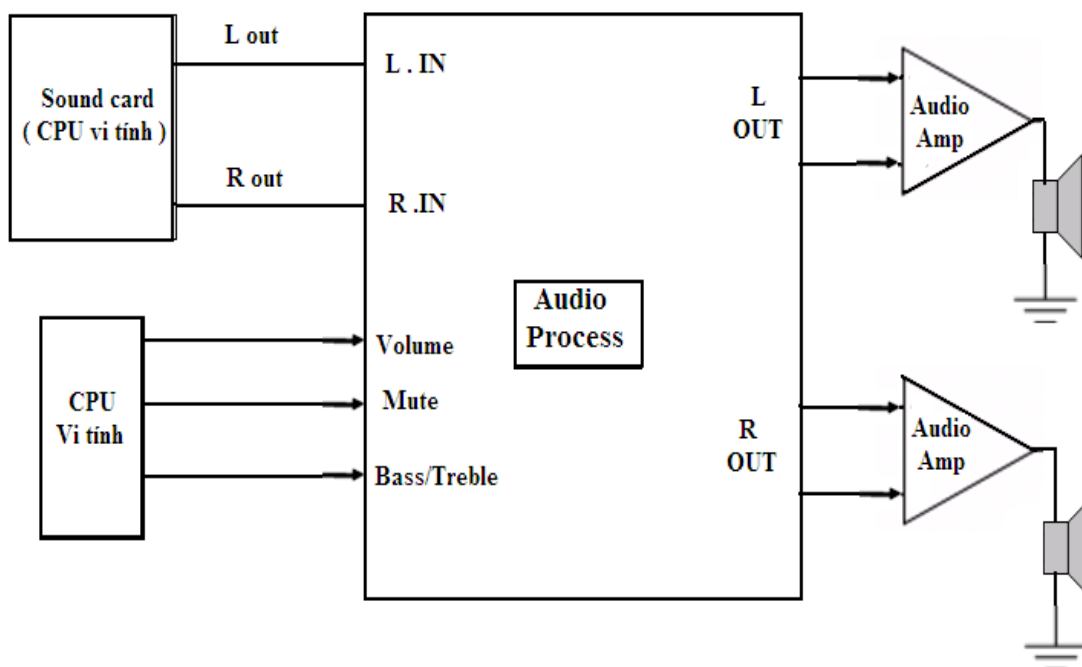 L out
Sound card
( CPU vi tính )
R out
L . IN
R .IN
L
OUT
Audio
Amp
Audio
Process
CPU
Vi tính
Volume
Mute
Bass/Treble
R
OUT
Audio
Amp